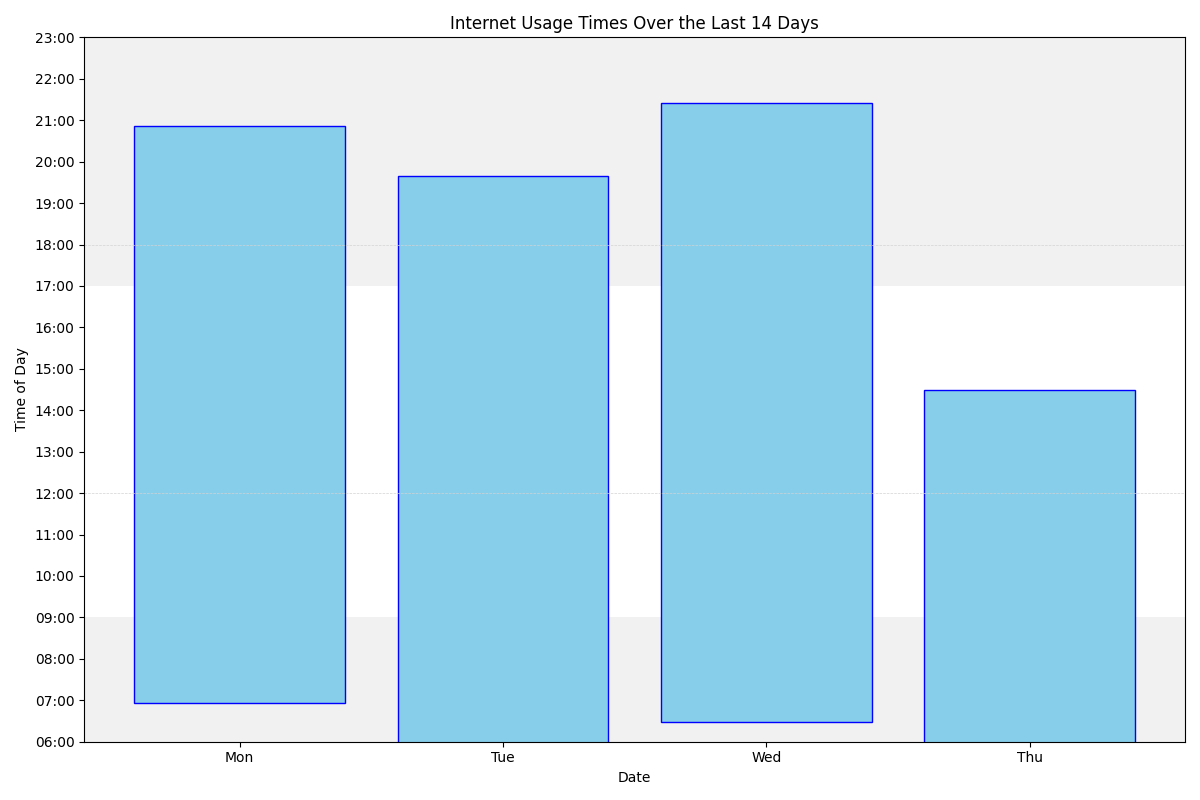 Internet Usage Times Over the Last 14 Days
23:00
22:00
21:00
20:00
19:00
18:00
17:00
16:00
15:00
14:00
13:00
12:00
11:00
10:00
09:00
08:00
07:00
06:00
Time of Day
Mon
Tue
Wed
Thu
Date